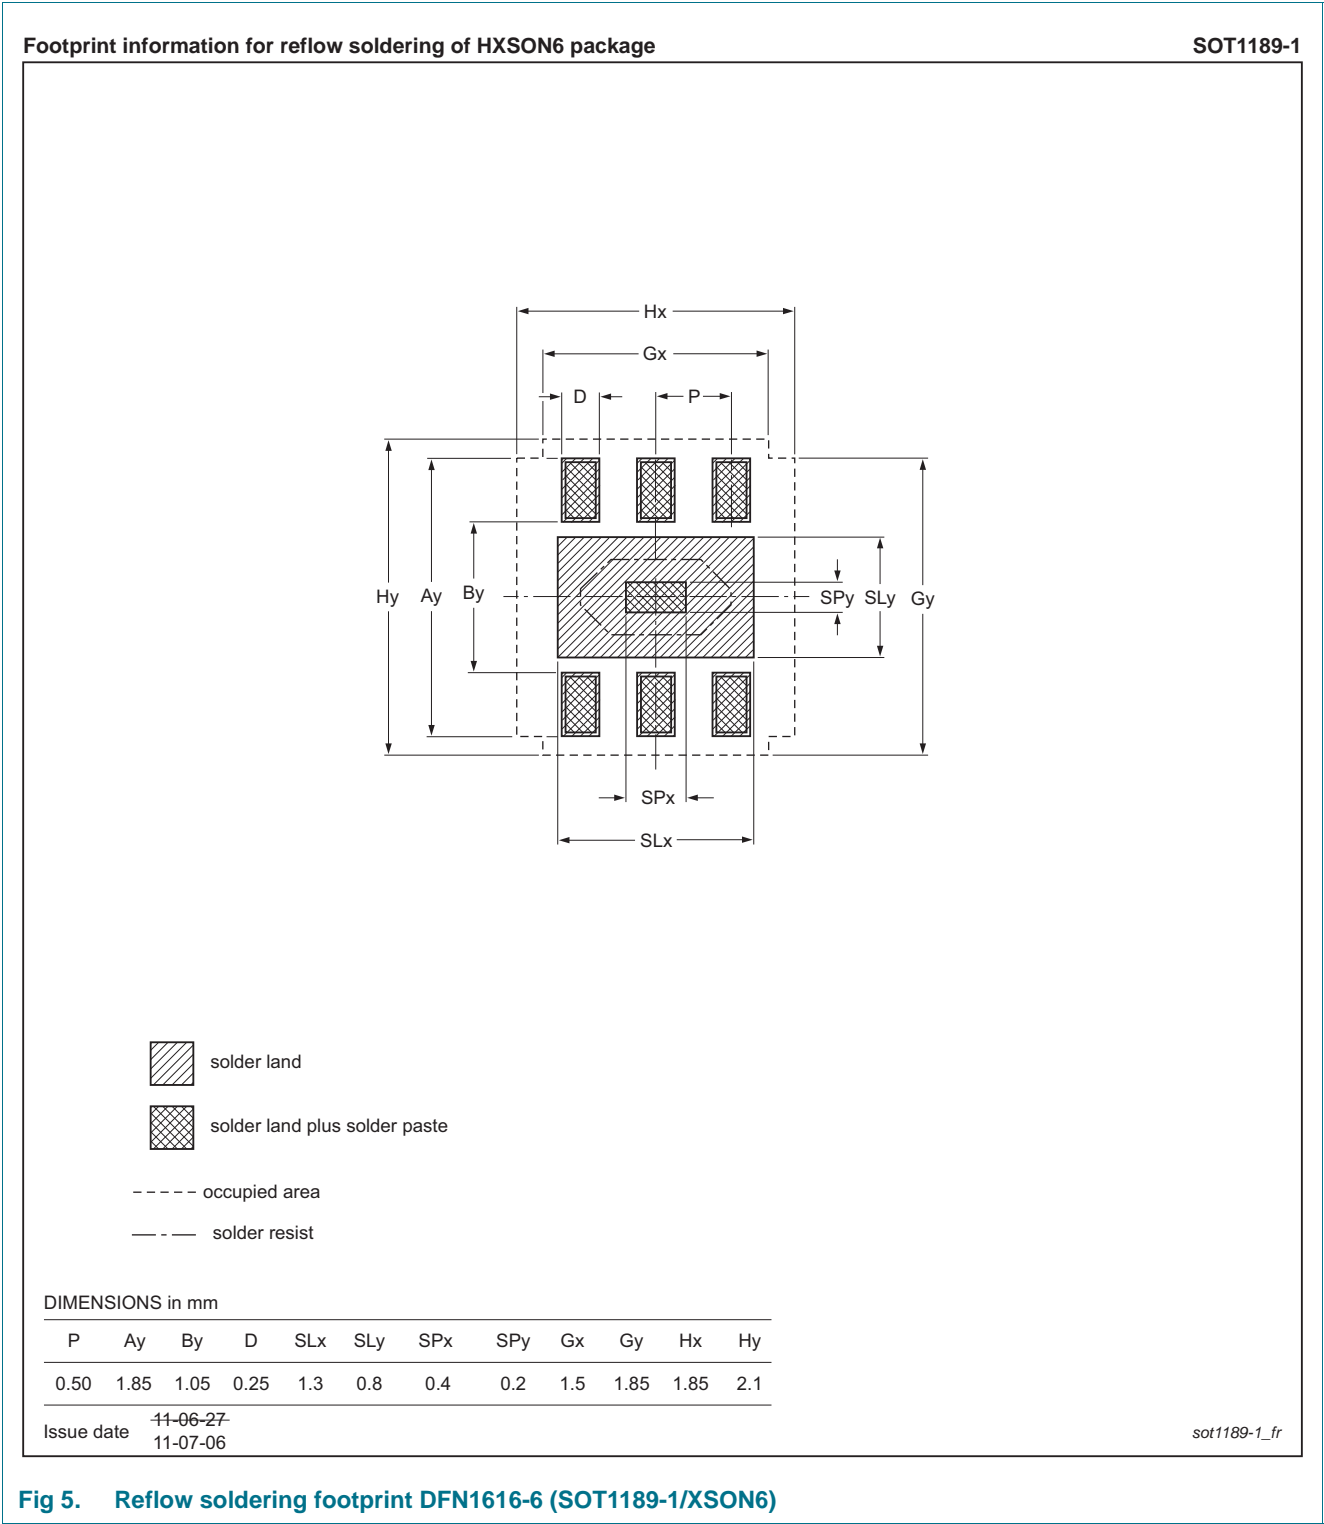 Footprint information for reflow soldering of HXSON6 package SOT1189-1
Hx
Gx
D P
Hy Ay By SPy SLy Gy
SPx
SLx
solder land
solder land plus solder paste
occupied area
solder resist
DIMENSIONS in mm
P Ay By D SLx SLy SPx SPy Gx Gy Hx Hy
0.50 1.85 1.05 0.25 1.3 0.8 0.4 0.2 1.5 1.85 1.85 2.1
Issue date 11-06-27
11-07-06
sot1189-1_fr
Fig 5. Reflow soldering footprint DFN1616-6 (SOT1189-1/XSON6)